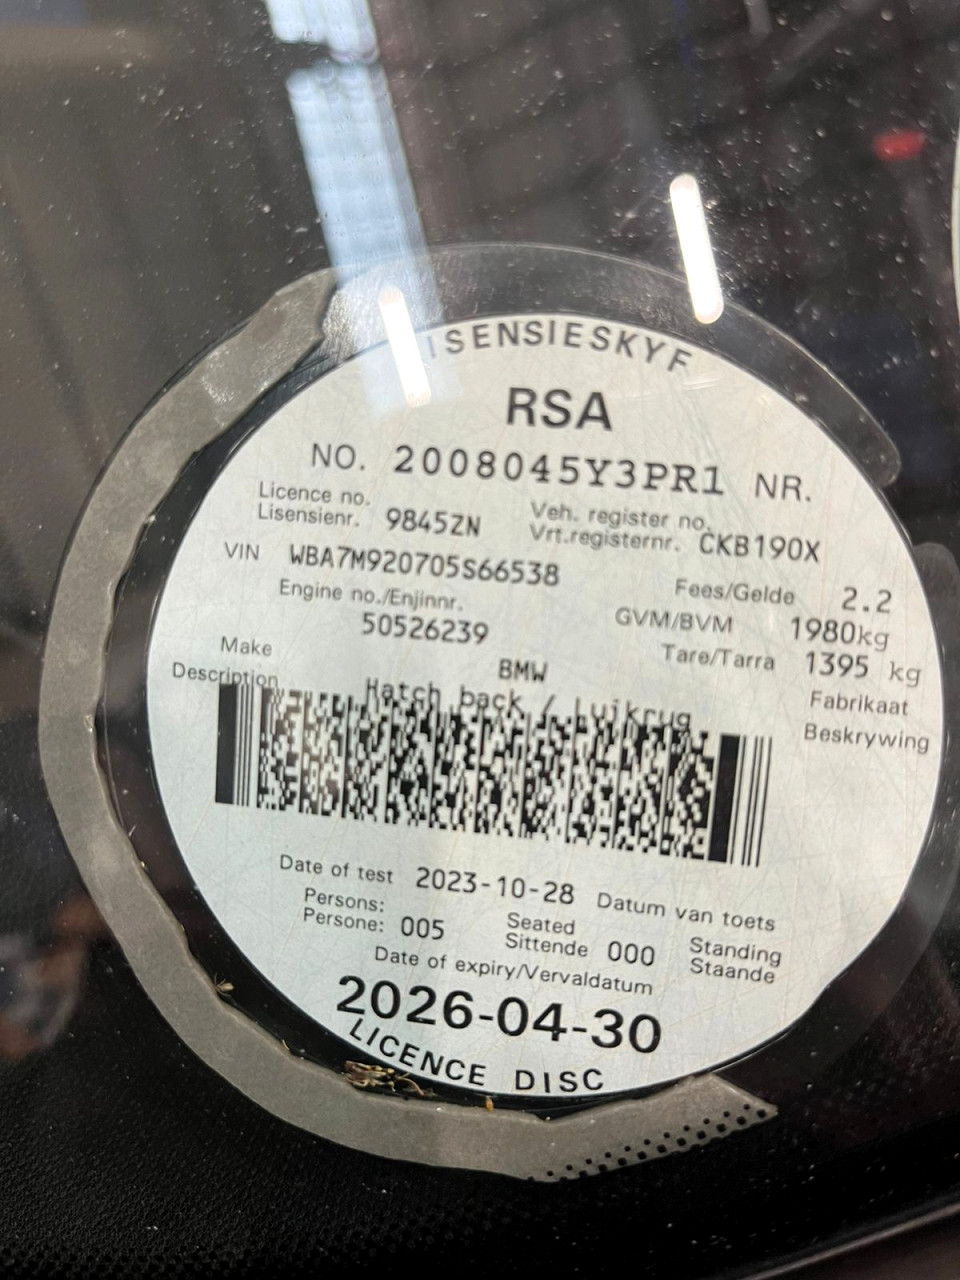 ISENSIESKYF
RSA
NO. 2008045Y3PR1 NR.
Licence no. Veh. register no.
Lisensienr. 9845ZN Vrt.registernr. CKB190X
VIN WBA7M920705S66538 Fees/Gelde 2.2
Engine no./Enjinnr. GVM/BVM 1980kg
50526239 Tare/Tarra 1395 kg
Make BMW Fabrikaat
Description Hatch back / Luikrug Beskrywing
Date of test 2023-10-28 Datum van toets
Persons: Seated Standing
Persone: 005 Sittende 000 Staande
Date of expiry/Vervaldatum
2026-04-30
LICENCE DISC